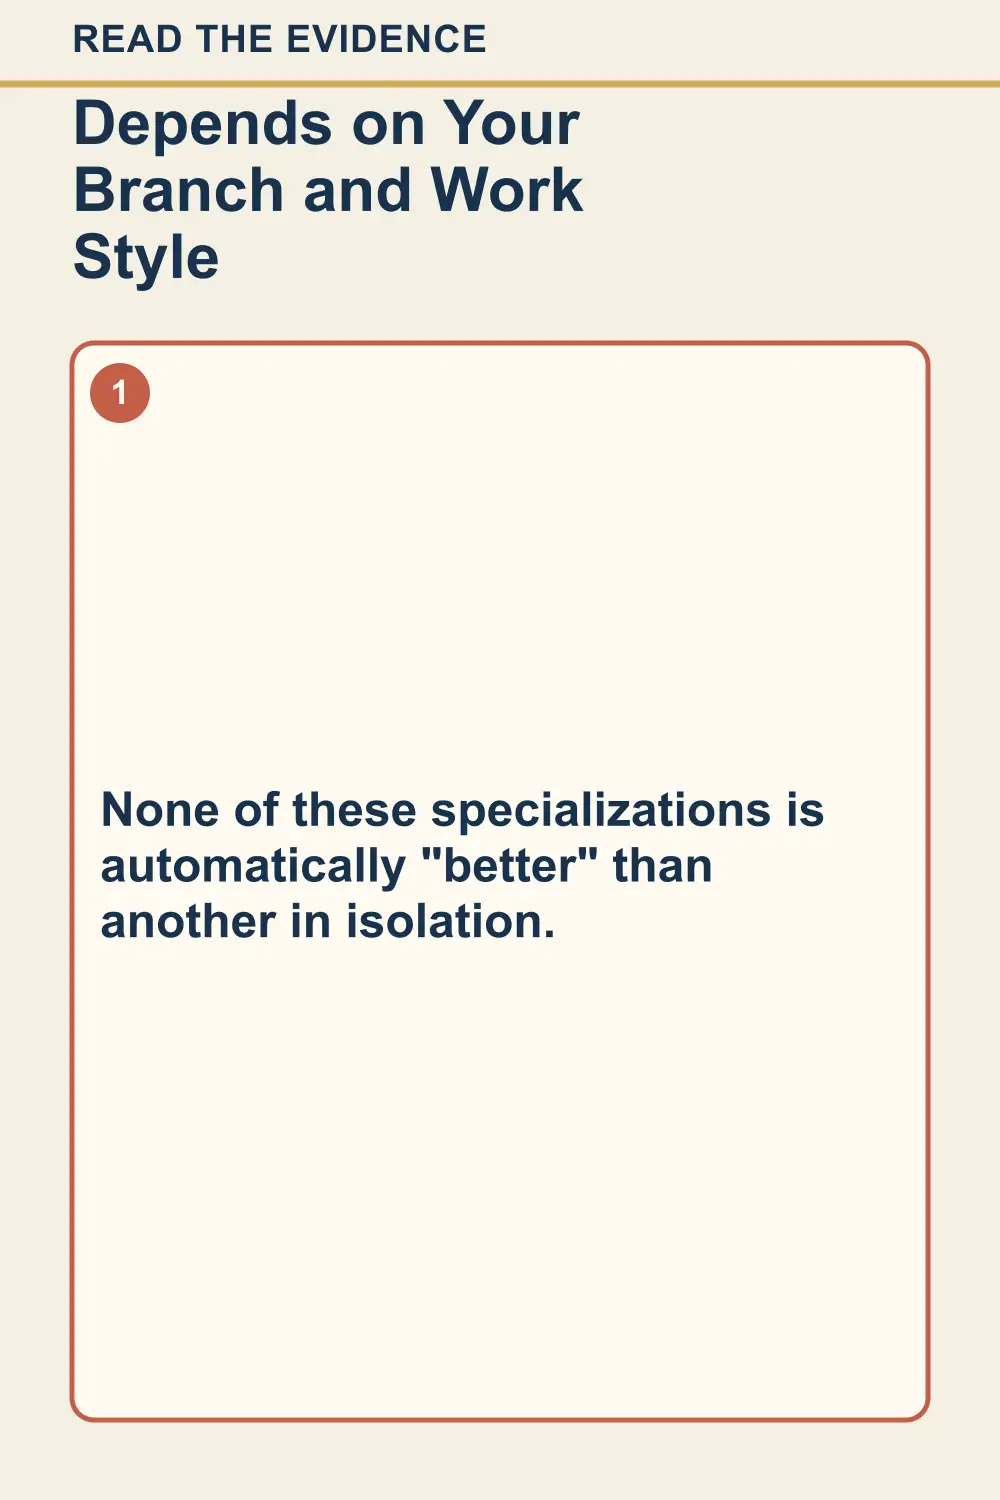 READ THE EVIDENCE
Depends on Your
Branch and Work
Style
1
None of these specializations is
automatically "better" than
another in isolation.